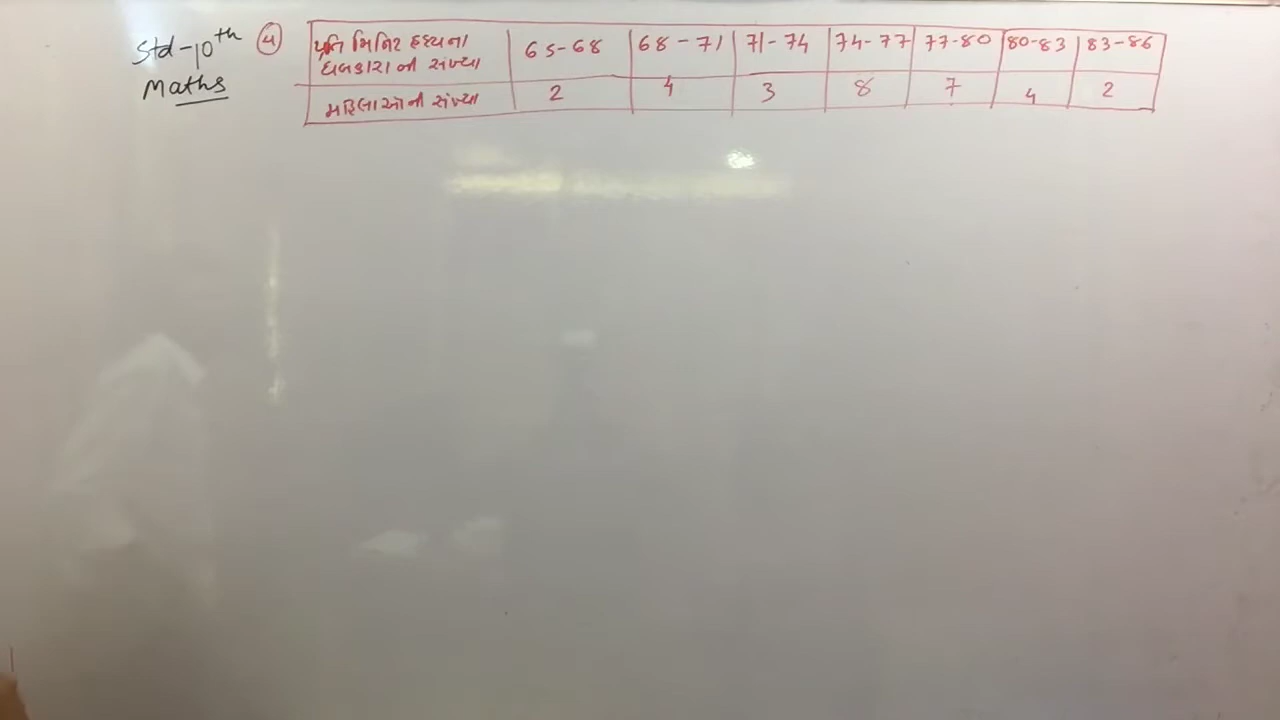 Std-10th
Maths
(4) પ્રતિ મિનિટ હૃદયના ધબકારાની સંખ્યા 65-68 68-71 71-74 74-77 77-80 80-83 83-86
મહિલાઓની સંખ્યા 2 4 3 8 7 4 2